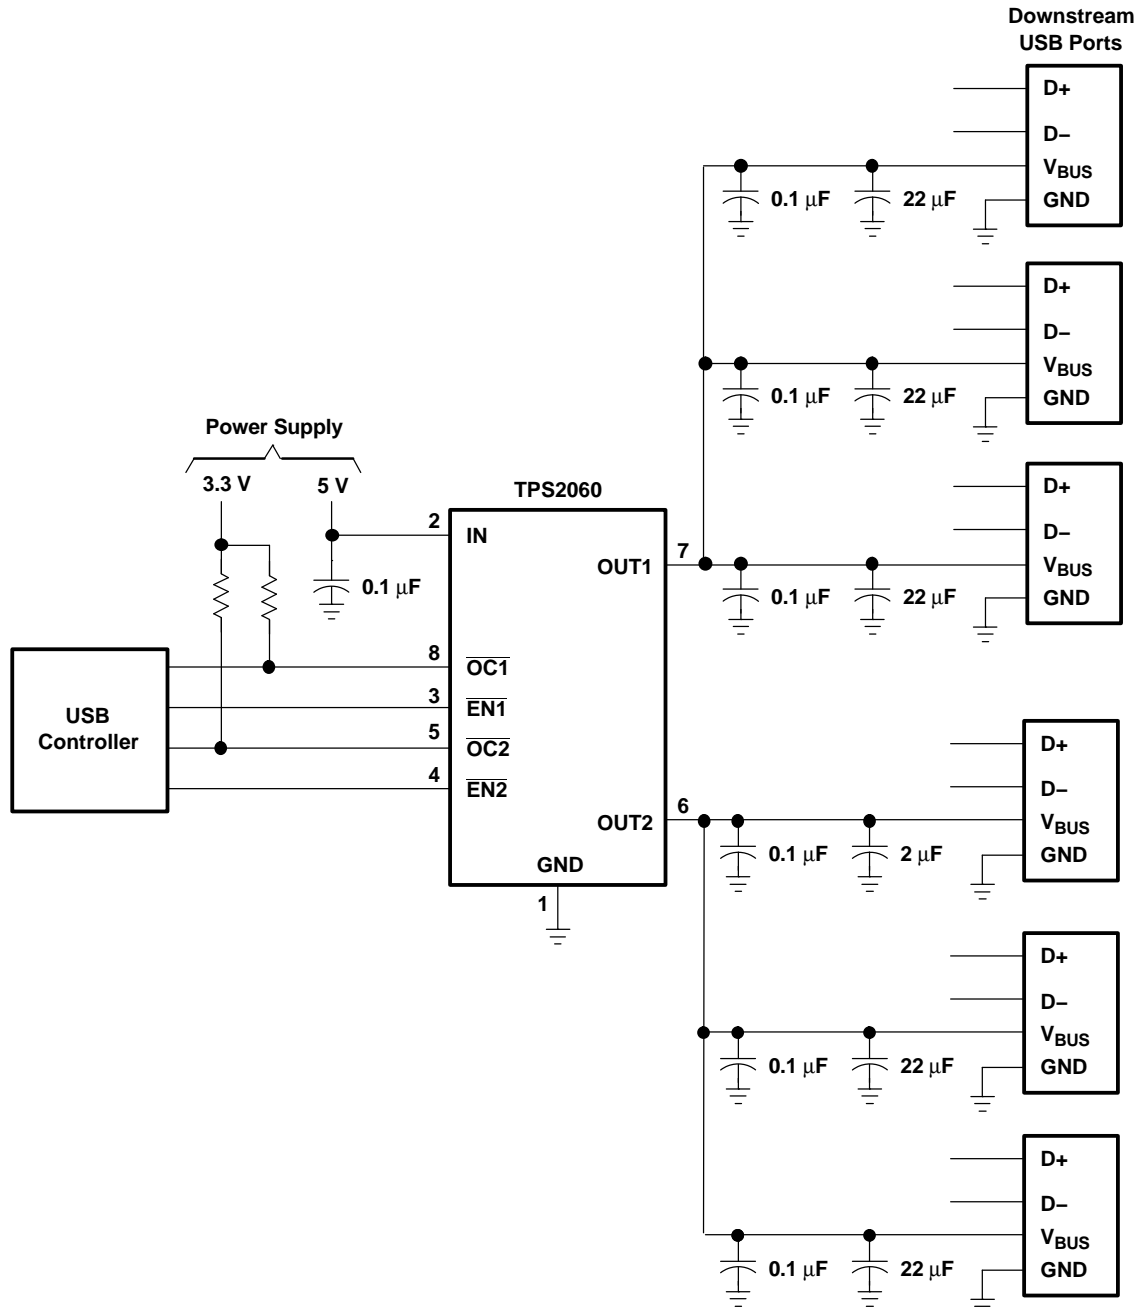 Downstream
USB Ports
D+
D–
VBUS
GND
0.1 μF
22 μF
D+
D–
VBUS
GND
0.1 μF
22 μF
Power Supply
3.3 V
5 V
TPS2060
D+
D–
VBUS
GND
0.1 μF
22 μF
2
IN
7
OUT1
0.1 μF
8
OC1
3
EN1
5
OC2
4
EN2
USB
Controller
6
OUT2
GND
1
D+
D–
VBUS
GND
0.1 μF
2 μF
D+
D–
VBUS
GND
0.1 μF
22 μF
D+
D–
VBUS
GND
0.1 μF
22 μF